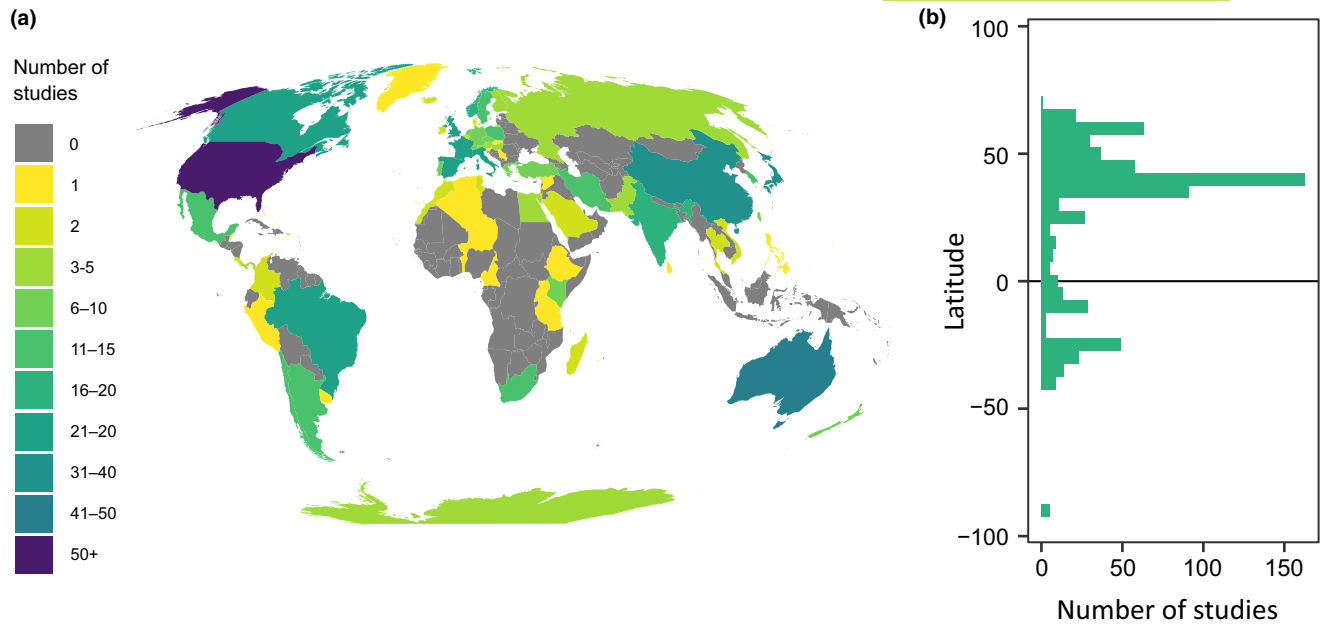 (a)
Number of
studies
0
1
2
3-5
6–10
11–15
16–20
21–20
31–40
41–50
50+
(b)
Latitude
100
50
0
−50
−100
0 50 100 150
Number of studies